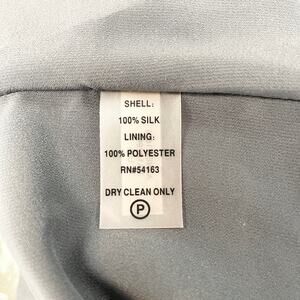 SHELL:
100% SILK
LINING:
100% POLYESTER
RN#54163
DRY CLEAN ONLY
P